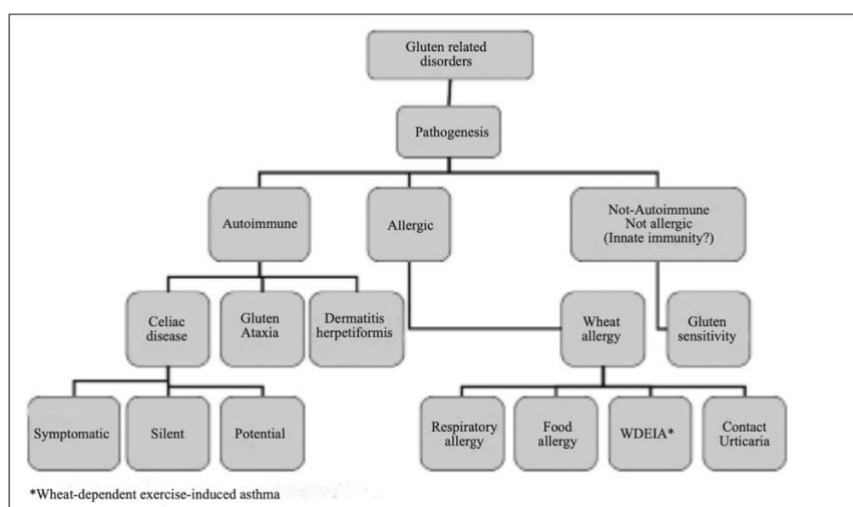 Gluten related
disorders
Pathogenesis
Autoimmune
Allergic
Not-Autoimmune
Not allergic
(Innate immunity?)
Celiac
disease
Gluten
Ataxia
Dermatitis
herpetiformis
Wheat
allergy
Gluten
sensitivity
Symptomatic
Silent
Potential
Respiratory
allergy
Food
allergy
WDEIA*
Contact
Urticaria
*Wheat-dependent exercise-induced asthma